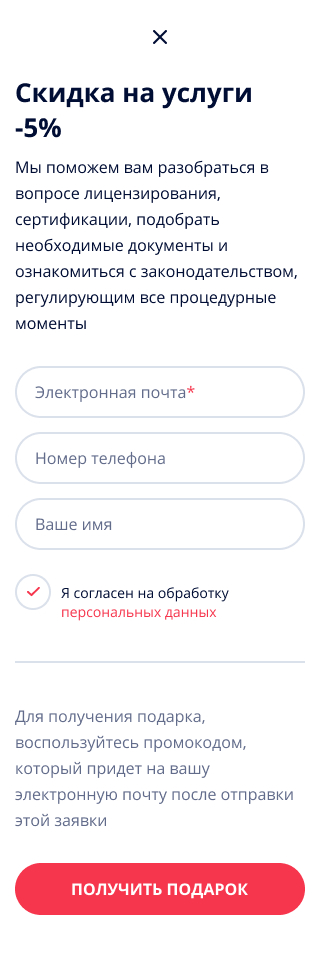 Скидка на услуги
-5%
Мы поможем вам разобраться в
вопросе лицензирования,
сертификации, подобрать
необходимые документы и
ознакомиться с законодательством,
регулирующим все процедурные
моменты
Электронная почта*
Номер телефона
Ваше имя
Я согласен на обработку
персональных данных
Для получения подарка,
воспользуйтесь промокодом,
который придет на вашу
электронную почту после отправки
этой заявки
ПОЛУЧИТЬ ПОДАРОК